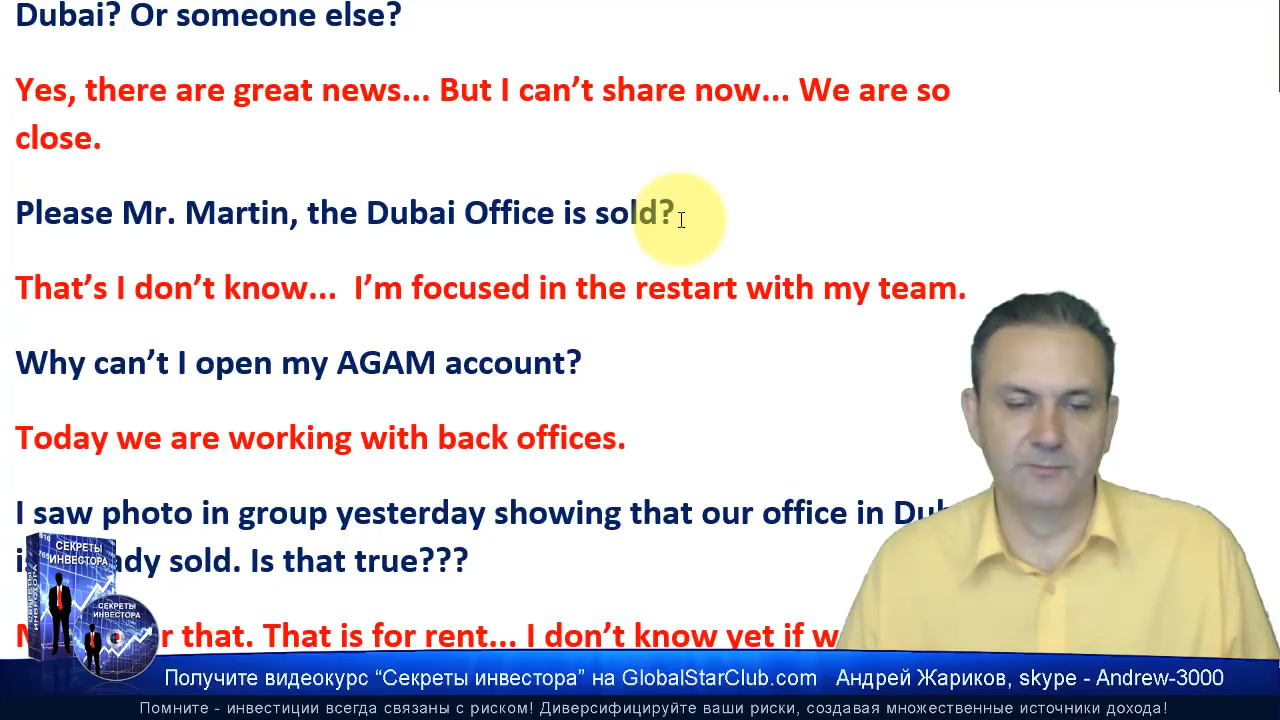 Dubai? Or someone else?
Yes, there are great news... But I can’t share now... We are so
close.
Please Mr. Martin, the Dubai Office is sold?
That’s I don’t know... I’m focused in the restart with my team.
Why can’t I open my AGAM account?
Today we are working with back offices.
I saw photo in group yesterday showing that our office in
sold. Is that true???
that. That is for rent... I don’t know yet if
СЕКРЕТЫ
ИНВЕСТОРА
СЕКРЕТЫ
ИНВЕСТОРА
СЕКРЕТЫ
ИНВЕСТОРА
Получите видеокурс “Секреты инвестора” на GlobalStarClub.com Андрей Жариков, skype - Andrew-3000
Помните - инвестиции всегда связаны с риском! Диверсифицируйте ваши риски, создавая множественные источники дохода!